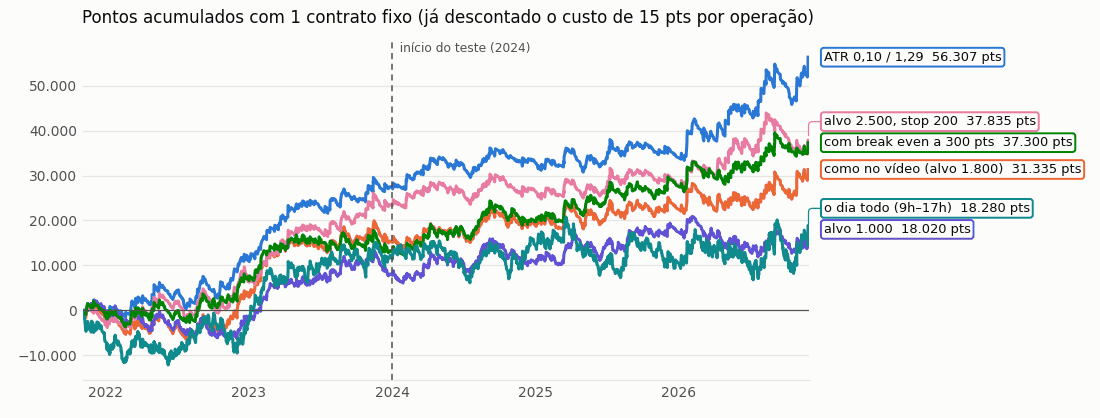 Pontos acumulados com 1 contrato fixo (já descontado o custo de 15 pts por operação)
início do teste (2024)
50.000
40.000
30.000
20.000
10.000
0
−10.000
2022
2023
2024
2025
2026
ATR 0,10 / 1,29  56.307 pts
alvo 2.500, stop 200  37.835 pts
com break even a 300 pts  37.300 pts
como no vídeo (alvo 1.800)  31.335 pts
o dia todo (9h–17h)  18.280 pts
alvo 1.000  18.020 pts